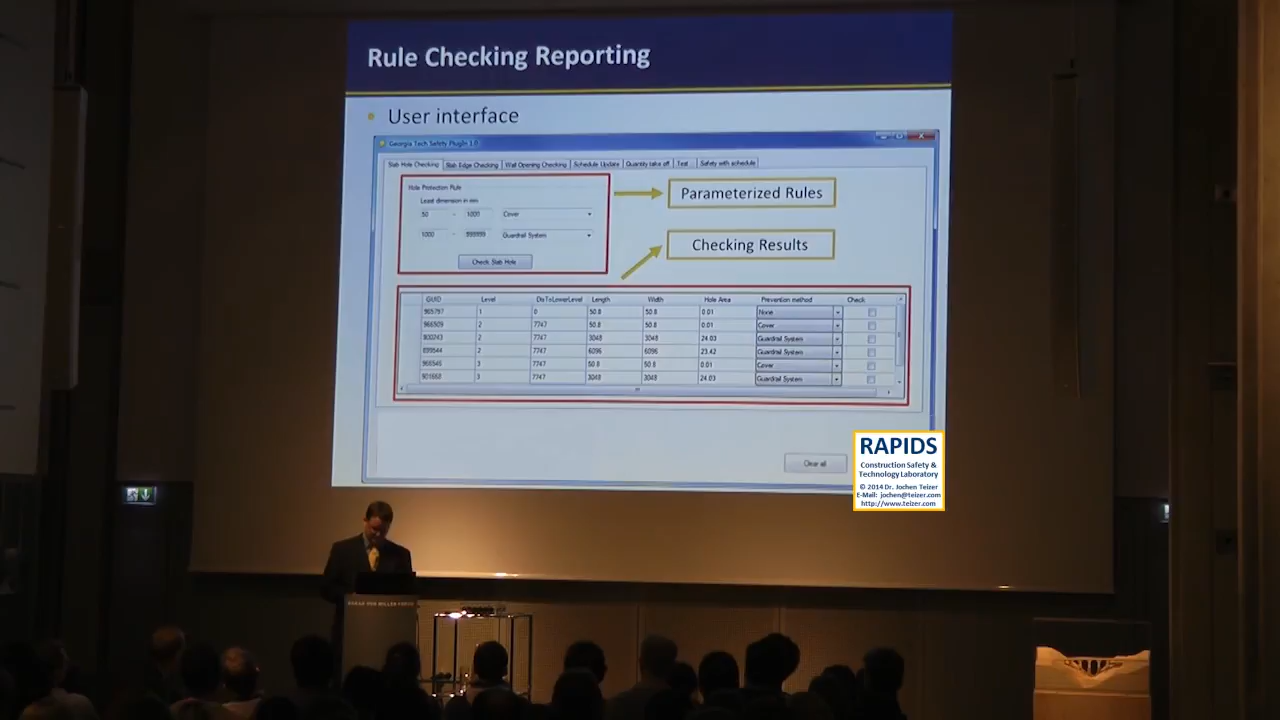 Rule Checking Reporting
• User interface
Georgia Tech Safety PlugIn 1.0
Slab Hole Checking Slab Edge Checking Wall Opening Checking Schedule Update Quantity take off Test Safety with schedule
Hole Protection Rule
Least dimension in mm
50 - 1000 Cover
1000 - 999999 Guardrail System
Check Slab Hole
Parameterized Rules
Checking Results
GUID Level DisToLowerLevel Length Width Hole Area Prevention method Check
965797 1 0 50.8 50.8 0.01 None
966509 2 7747 50.8 50.8 0.01 Cover
2 7747 3048 3048 24.03 Guardrail System
899944 2 7747 6096 6096 23.42 Guardrail System
966546 3 7747 50.8 50.8 0.01 Cover
901668 3 7747 3048 3048 24.03 Guardrail System
Clear all
RAPIDS
Construction Safety &
Technology Laboratory
© 2014 Dr. Jochen Teizer
E-Mail: jochen@teizer.com
http://www.teizer.com